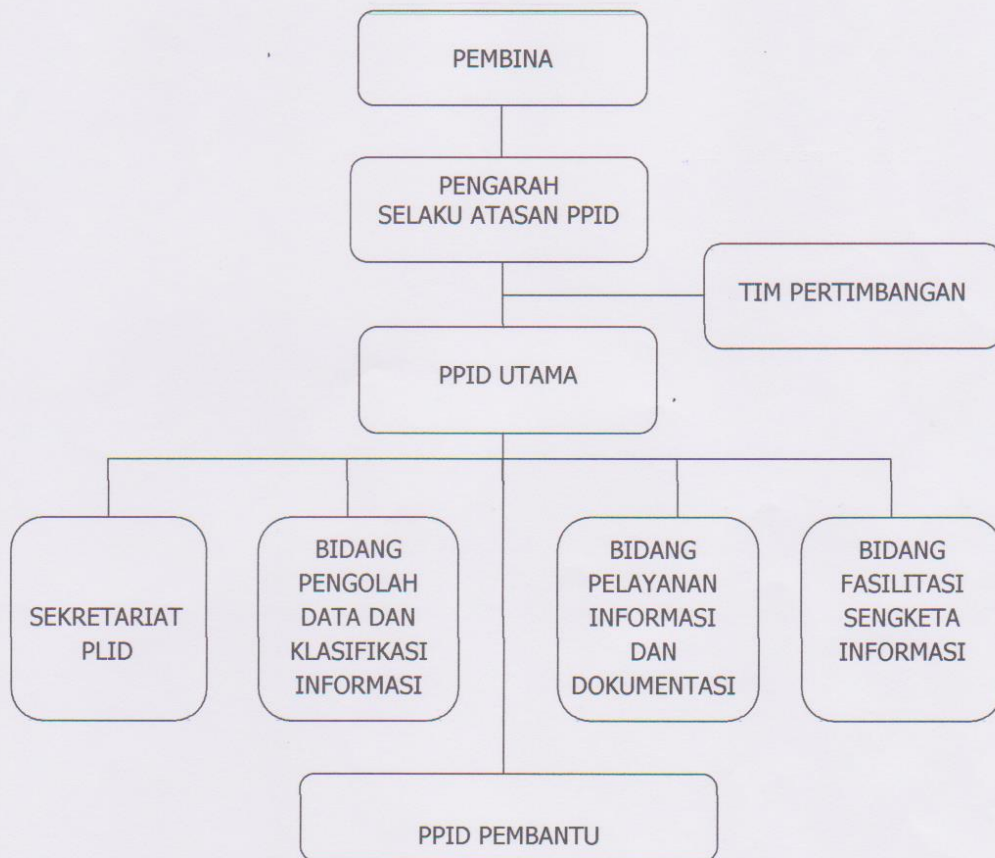 PEMBINA
PENGARAH
SELAKU ATASAN PPID
TIM PERTIMBANGAN
PPID UTAMA
SEKRETARIAT
PLID
BIDANG
PENGOLAH
DATA DAN
KLASIFIKASI
INFORMASI
BIDANG
PELAYANAN
INFORMASI
DAN
DOKUMENTASI
BIDANG
FASILITASI
SENGKETA
INFORMASI
PPID PEMBANTU